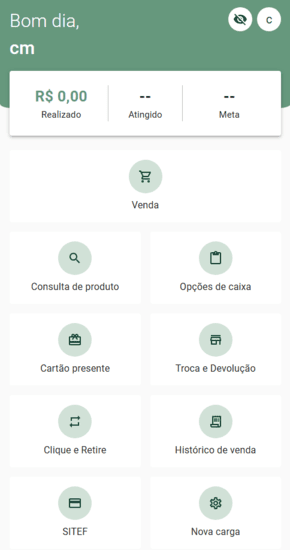 Bom dia,
cm
C
R$ 0,00
Realizado
--
Atingido
--
Meta
Venda
Consulta de produto
Opções de caixa
Cartão presente
Troca e Devolução
Clique e Retire
Histórico de venda
SITEF
Nova carga